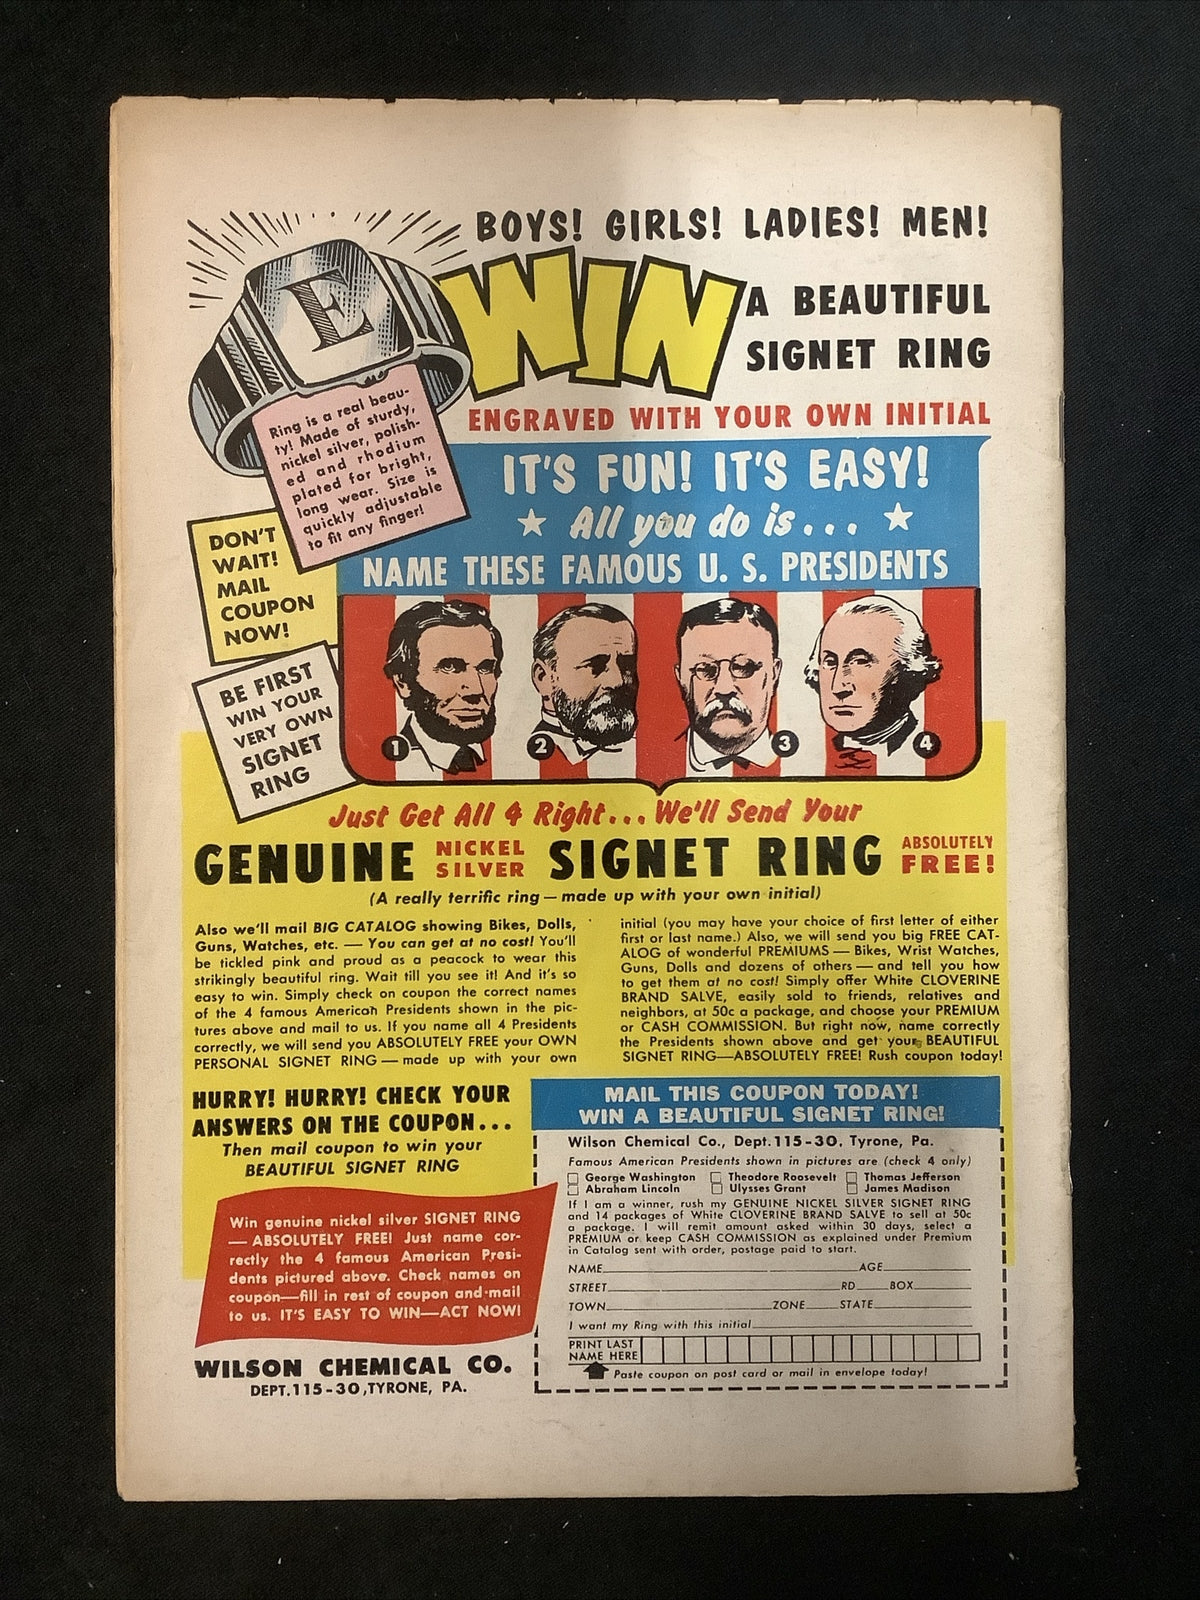 BOYS! GIRLS! LADIES! MEN!
E
WIN
A BEAUTIFUL
SIGNET RING
ENGRAVED WITH YOUR OWN INITIAL
Ring is a real beau-
ty! Made of sturdy,
nickel silver, polish-
ed and rhodium
plated for bright,
long wear. Size is
quickly adjustable
to fit any finger!
IT'S FUN! IT'S EASY!
★ All you do is... ★
NAME THESE FAMOUS U. S. PRESIDENTS
DON'T
WAIT!
MAIL
COUPON
NOW!
BE FIRST
WIN YOUR
VERY OWN
SIGNET
RING
1
2
3
4
Just Get All 4 Right... We'll Send Your
GENUINE NICKEL SILVER SIGNET RING ABSOLUTELY FREE!
(A really terrific ring — made up with your own initial)
Also we'll mail BIG CATALOG showing Bikes, Dolls,
Guns, Watches, etc. — You can get at no cost! You'll
be tickled pink and proud as a peacock to wear this
strikingly beautiful ring. Wait till you see it! And it's so
easy to win. Simply check on coupon the correct names
of the 4 famous American Presidents shown in the pic-
tures above and mail to us. If you name all 4 Presidents
correctly, we will send you ABSOLUTELY FREE your OWN
PERSONAL SIGNET RING — made up with your own
initial (you may have your choice of first letter of either
first or last name.) Also, we will send you big FREE CAT-
ALOG of wonderful PREMIUMS — Bikes, Wrist Watches,
Guns, Dolls and dozens of others — and tell you how
to get them at no cost! Simply offer White CLOVERINE
BRAND SALVE, easily sold to friends, relatives and
neighbors, at 50c a package, and choose your PREMIUM
or CASH COMMISSION. But right now, name correctly
the Presidents shown above and get your BEAUTIFUL
SIGNET RING—ABSOLUTELY FREE! Rush coupon today!
HURRY! HURRY! CHECK YOUR
ANSWERS ON THE COUPON...
Then mail coupon to win your
BEAUTIFUL SIGNET RING
Win genuine nickel silver SIGNET RING
— ABSOLUTELY FREE! Just name cor-
rectly the 4 famous American Presi-
dents pictured above. Check names on
coupon—fill in rest of coupon and mail
to us. IT'S EASY TO WIN—ACT NOW!
WILSON CHEMICAL CO.
DEPT.115-30,TYRONE, PA.
MAIL THIS COUPON TODAY!
WIN A BEAUTIFUL SIGNET RING!
Wilson Chemical Co., Dept.115-30, Tyrone, Pa.
Famous American Presidents shown in pictures are (check 4 only)
George Washington Theodore Roosevelt Thomas Jefferson
Abraham Lincoln Ulysses Grant James Madison
If I am a winner, rush my GENUINE NICKEL SILVER SIGNET RING
and 14 packages of White CLOVERINE BRAND SALVE to sell at 50c
a package. I will remit amount asked within 30 days, select a
PREMIUM or keep CASH COMMISSION as explained under Premium
in Catalog sent with order, postage paid to start.
NAME AGE
STREET RD BOX
TOWN ZONE STATE
I want my Ring with this initial
PRINT LAST
NAME HERE
Paste coupon on post card or mail in envelope today!